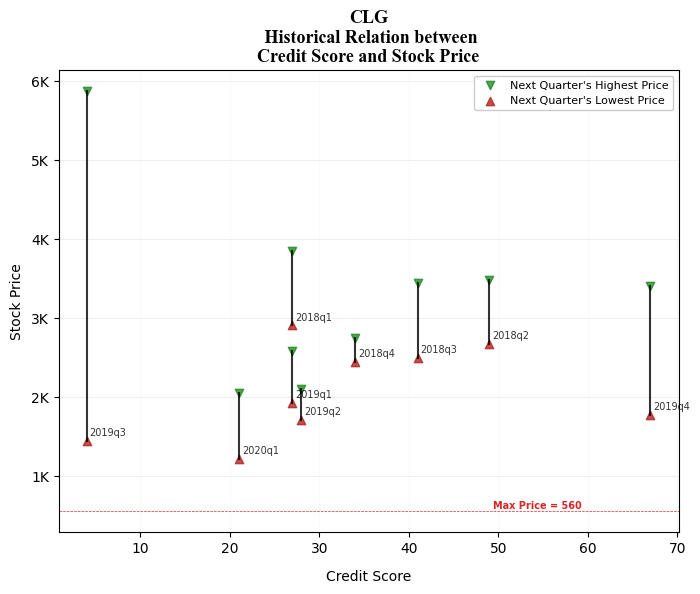 CLG
Historical Relation between
Credit Score and Stock Price
Next Quarter's Highest Price
Next Quarter's Lowest Price
6K
5K
4K
3K
2K
1K
Stock Price
2018q1
2018q2
2018q4
2018q3
2019q1
2019q2
2019q4
2019q3
2020q1
Max Price = 560
10
20
30
40
50
60
70
Credit Score